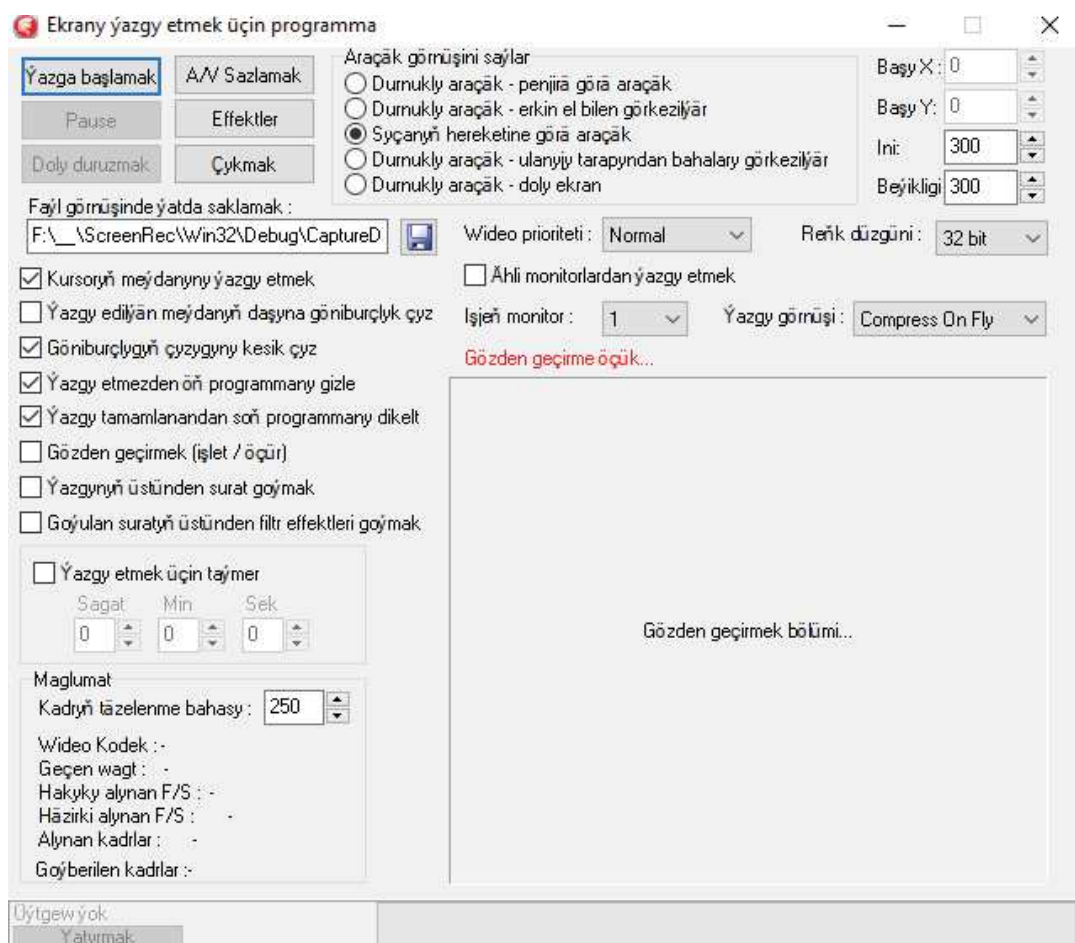 Ekrany ýazgy etmek üçin programma
Ýazga başlamak
A/V Sazlamak
Pause
Effektler
Doly duruzmak
Çykmak
Araçäk görnüşini saýlar
Durnukly araçäk - penjirä görä araçäk
Durnukly araçäk - erkin el bilen görkezilýär
Syçanyň hereketine görä araçäk
Durnukly araçäk - ulanyjy tarapyndan bahalary görkezilýär
Durnukly araçäk - doly ekran
Başy X : 0
Başy Y: 0
Ini: 300
Beýikligi 300
Faýl görnüşinde ýatda saklamak :
F:\__\ScreenRec\Win32\Debug\CaptureD
Wideo prioriteti : Normal
Reňk düzgüni : 32 bit
Kursoryň meýdanyny ýazgy etmek
Ýazgy edilýän meýdanyň daşyna göniburçlyk çyz
Göniburçlygyň çyzygyny kesik çyz
Ýazgy etmezden öň programmany gizle
Ýazgy tamamlanandan soň programmany dikelt
Gözden geçirmek (işlet / öçür)
Ýazgynyň üstünden surat goýmak
Goýulan suratyň üstünden filtr effektleri goýmak
Ähli monitorlardan ýazgy etmek
Işjeň monitor : 1
Ýazgy görnüşi : Compress On Fly
Gözden geçirme öçük...
Gözden geçirmek bölümi...
Ýazgy etmek üçin taýmer
Sagat Min Sek
0 0 0
Maglumat
Kadryň täzelenme bahasy : 250
Wideo Kodek : -
Geçen wagt : -
Hakyky alynan F/S : -
Häzirki alynan F/S : -
Alynan kadrlar : -
Goýberilen kadrlar :-
Üýtgew ýok
Ýatyrmak